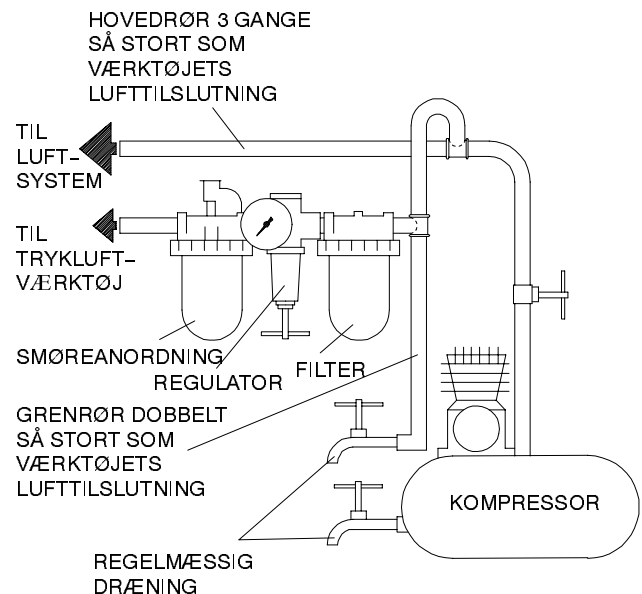 HOVEDRØR 3 GANGE
SÅ STORT SOM
VÆRKTØJETS
LUFTTILSLUTNING
TIL
LUFT-
SYSTEM
TIL
TRYKLUFT-
VÆRKTØJ
SMØREANORDNING
REGULATOR
FILTER
GRENRØR DOBBELT
SÅ STORT SOM
VÆRKTØJETS
LUFTTILSLUTNING
KOMPRESSOR
REGELMÆSSIG
DRÆNING